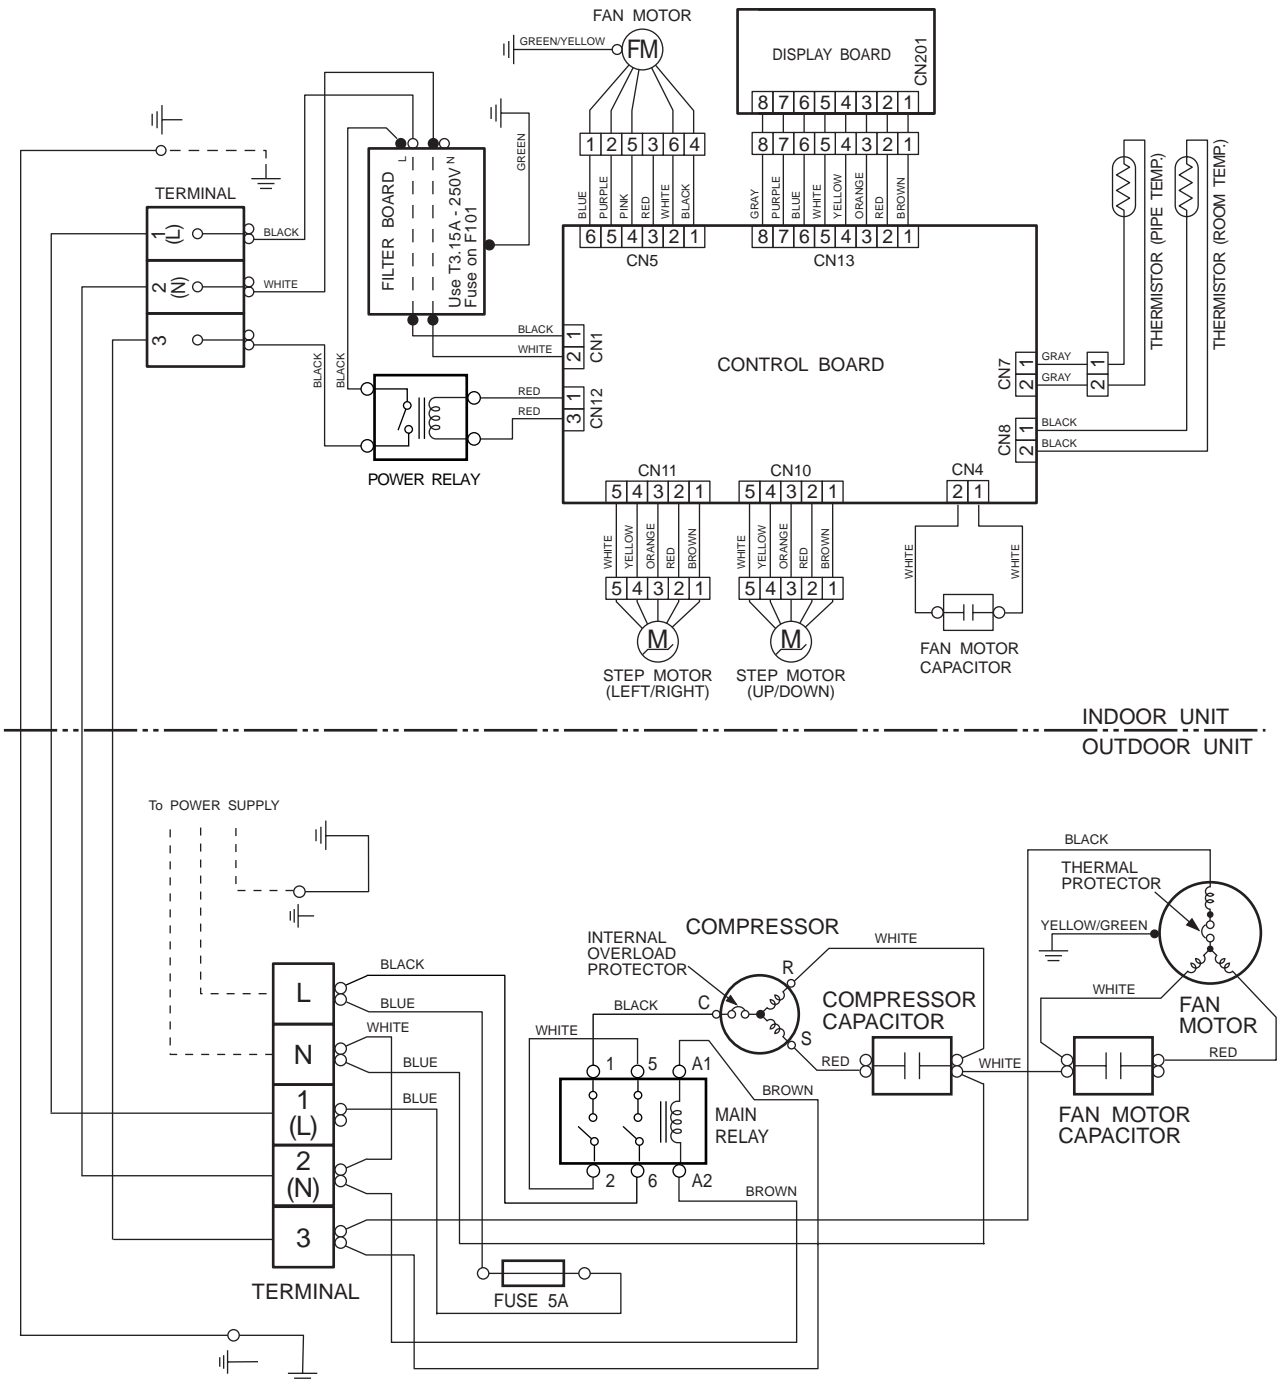 FAN MOTOR
GREEN/YELLOW
FM
DISPLAY BOARD
CN201
8 7 6 5 4 3 2 1
1 2 5 3 6 4
8 7 6 5 4 3 2 1
BLUE
PURPLE
PINK
RED
WHITE
BLACK
GRAY
PURPLE
BLUE
WHITE
YELLOW
ORANGE
RED
BROWN
6 5 4 3 2 1
CN5
8 7 6 5 4 3 2 1
CN13
GREEN
TERMINAL
1 (L)
BLACK
2 (N)
WHITE
3
L
N
FILTER BOARD
Use T3.15A - 250V
Fuse on F101
BLACK
BLACK
BLACK
WHITE
1
2
CN1
RED
RED
1
3
CN12
POWER RELAY
CONTROL BOARD
CN7
1
2
GRAY
GRAY
1
2
CN8
1
2
BLACK
BLACK
THERMISTOR (PIPE TEMP.)
THERMISTOR (ROOM TEMP.)
CN11
5 4 3 2 1
CN10
5 4 3 2 1
CN4
2 1
WHITE
YELLOW
ORANGE
RED
BROWN
WHITE
YELLOW
ORANGE
RED
BROWN
WHITE
WHITE
5 4 3 2 1
5 4 3 2 1
M
M
STEP MOTOR
(LEFT/RIGHT)
STEP MOTOR
(UP/DOWN)
FAN MOTOR
CAPACITOR
INDOOR UNIT
OUTDOOR UNIT
To POWER SUPPLY
L
N
1
(L)
2
(N)
3
TERMINAL
BLACK
BLUE
WHITE
BLUE
BLUE
FUSE 5A
COMPRESSOR
INTERNAL
OVERLOAD
PROTECTOR
R
C
S
BLACK
WHITE
WHITE
RED
COMPRESSOR
CAPACITOR
1
5
A1
BROWN
MAIN
RELAY
2
6
A2
BROWN
WHITE
BLACK
THERMAL
PROTECTOR
YELLOW/GREEN
WHITE
FAN
MOTOR
RED
FAN MOTOR
CAPACITOR